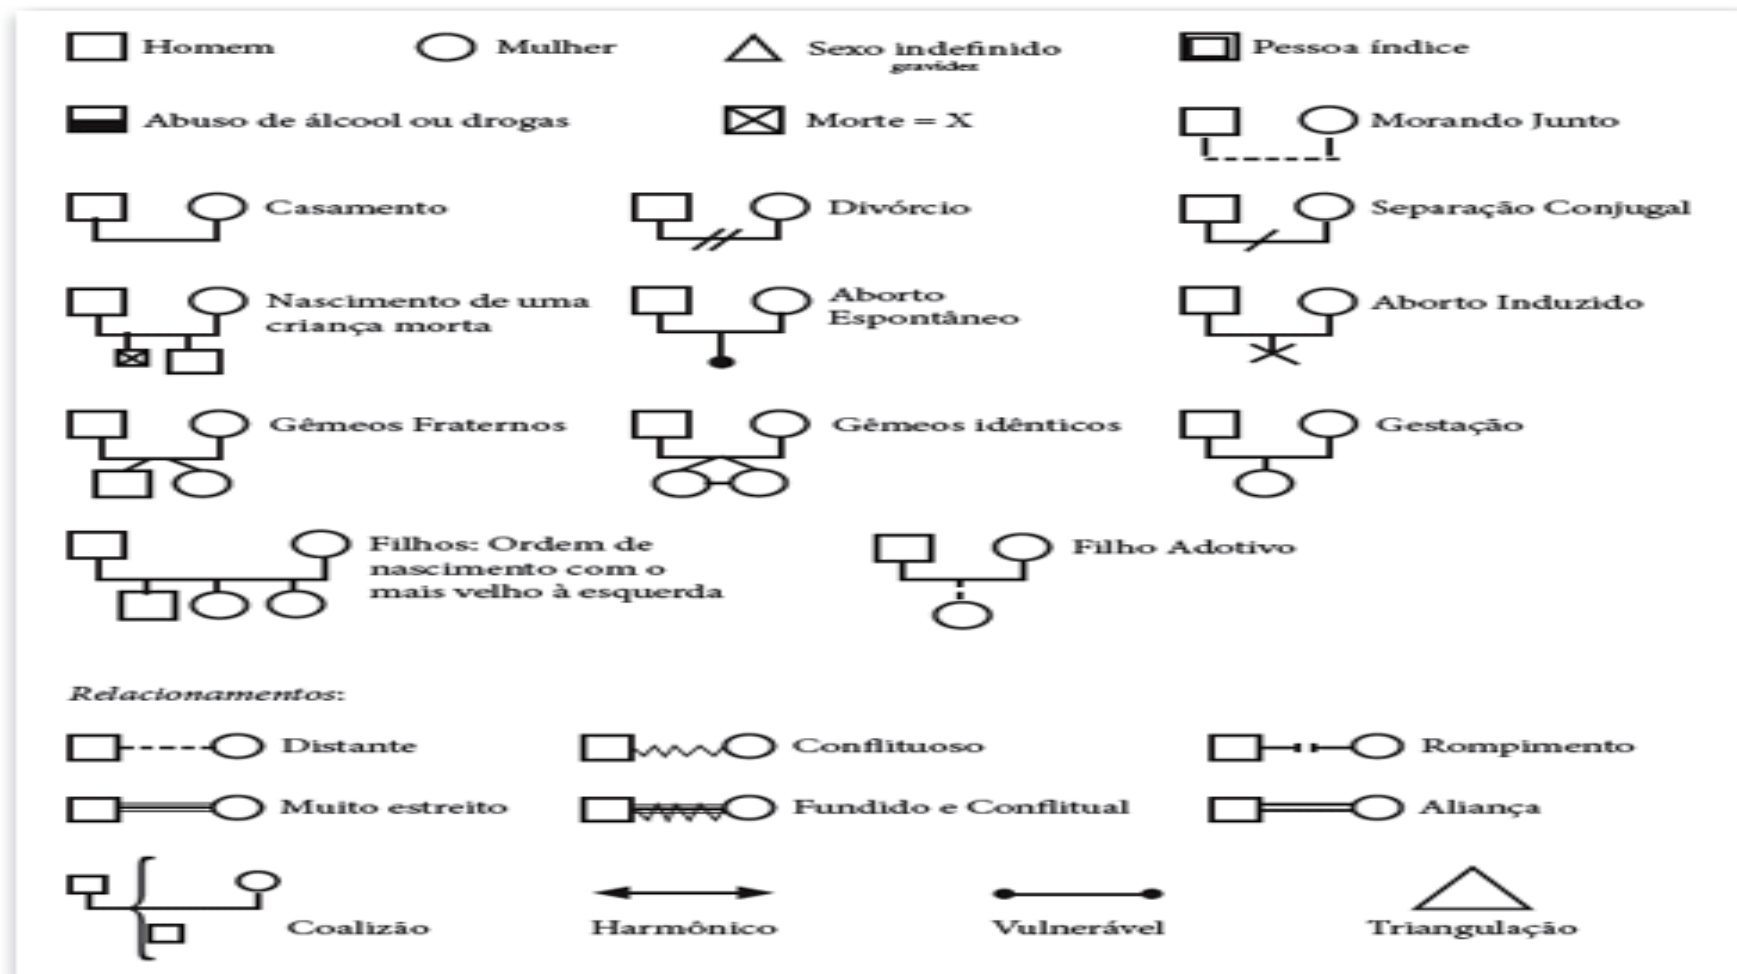 Homem
Mulher
Sexo indefinido
gravidez
Pessoa índice
Abuso de álcool ou drogas
Morte = X
Morando Junto
Casamento
Divórcio
Separação Conjugal
Nascimento de uma
criança morta
Aborto
Espontâneo
Aborto Induzido
Gêmeos Fraternos
Gêmeos idênticos
Gestação
Filhos: Ordem de
nascimento com o
mais velho à esquerda
Filho Adotivo
Relacionamentos:
Distante
Conflituoso
Rompimento
Muito estreito
Fundido e Conflitual
Aliança
Coalizão
Harmônico
Vulnerável
Triangulação